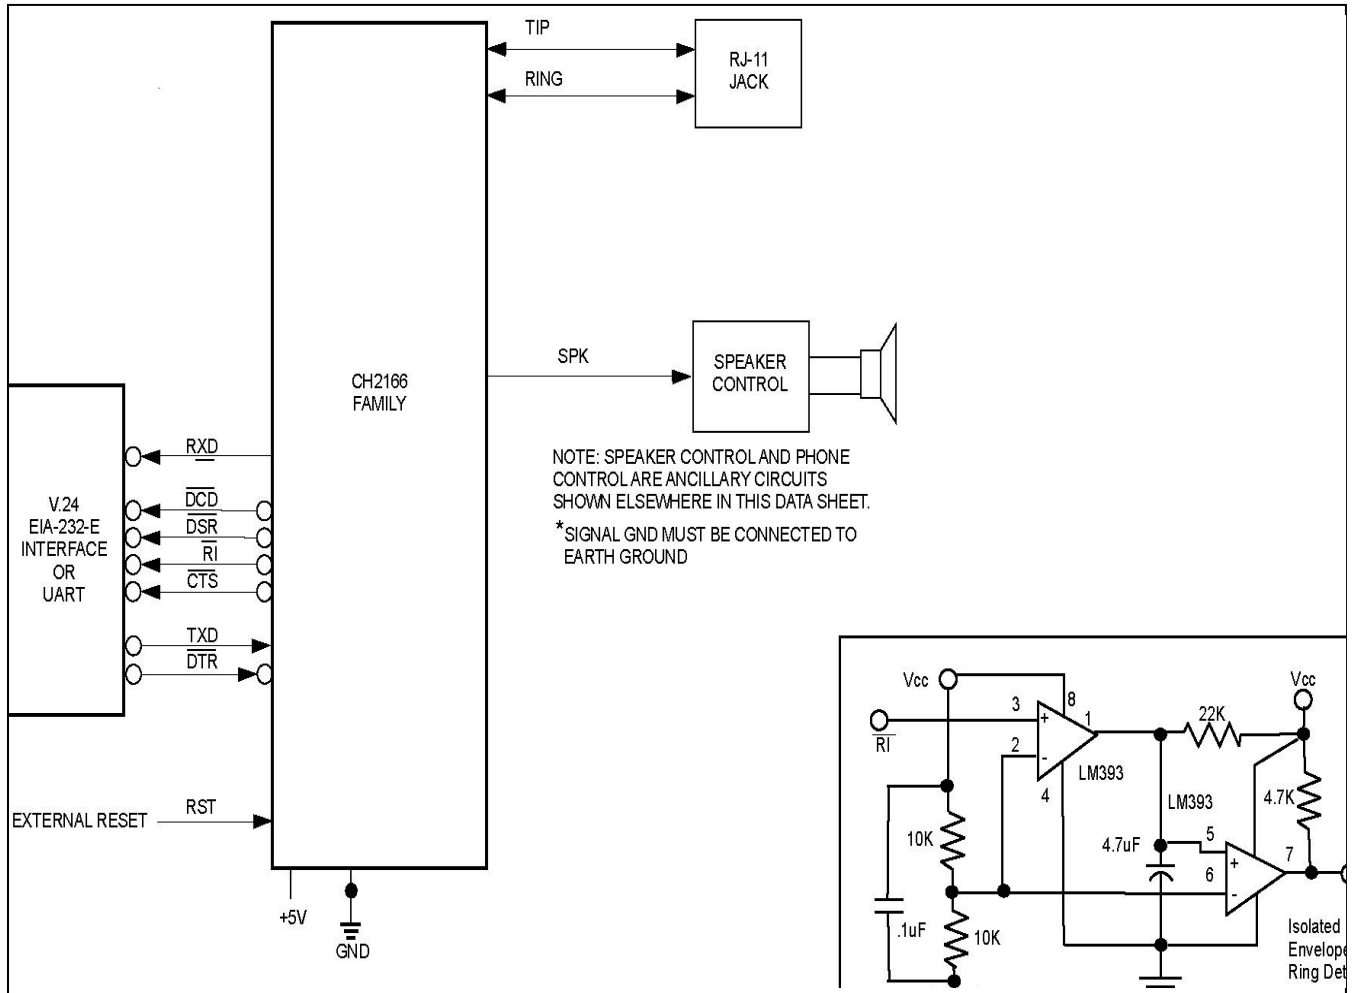 TIP
RING
RJ-11
JACK
CH2166
FAMILY
SPK
SPEAKER
CONTROL
NOTE: SPEAKER CONTROL AND PHONE
CONTROL ARE ANCILLARY CIRCUITS
SHOWN ELSEWHERE IN THIS DATA SHEET.
*SIGNAL GND MUST BE CONNECTED TO
EARTH GROUND
V.24
EIA-232-E
INTERFACE
OR
UART
RXD
DCD
DSR
RI
CTS
TXD
DTR
EXTERNAL RESET
RST
+5V
GND
Vcc
RI
3
2
+
-
8
1
4
LM393
22K
Vcc
4.7K
LM393
10K
4.7uF
5
6
+
-
7
.1uF
10K
Isolated
Envelope
Ring Det